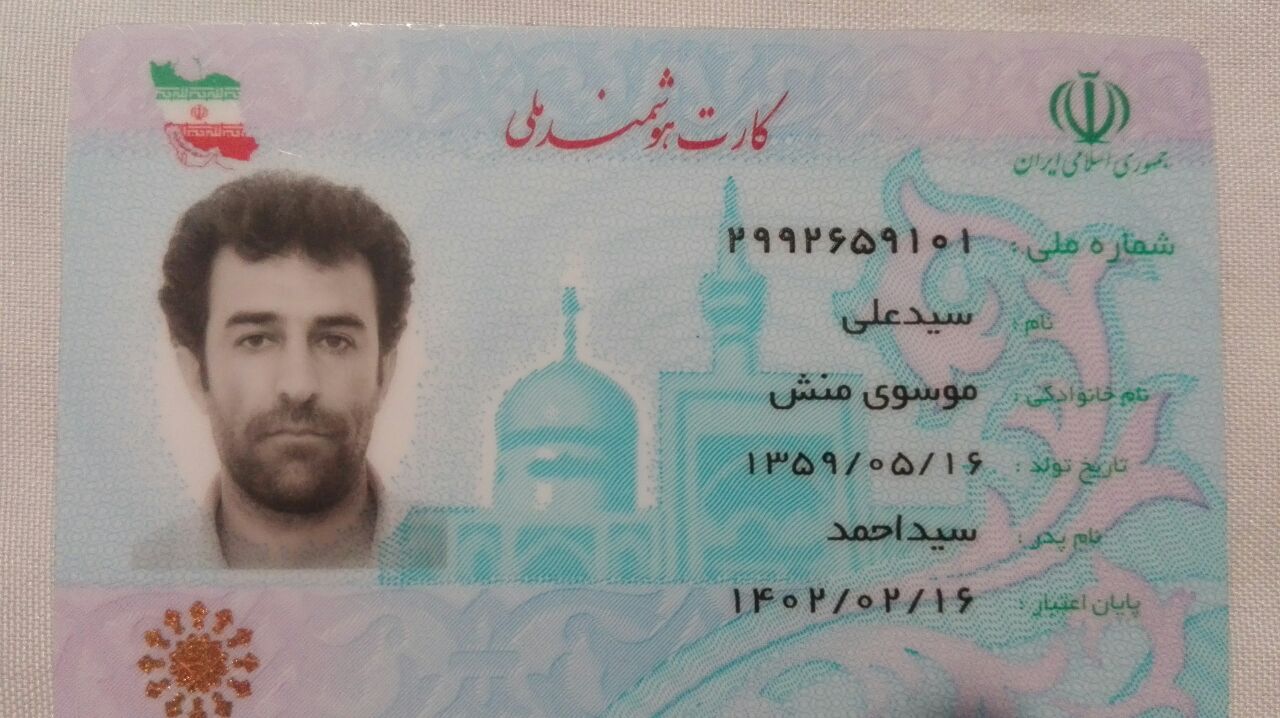 کارت هوشمند ملی
جمهوری اسلامی ایران
شماره ملی : ۲۹۹۲۶۵۹۱۰۱
نام : سیدعلی
نام خانوادگی : موسوی منش
تاریخ تولد : ۱۳۵۹/۰۵/۱۶
نام پدر : سیداحمد
پایان اعتبار : ۱۴۰۲/۰۲/۱۶